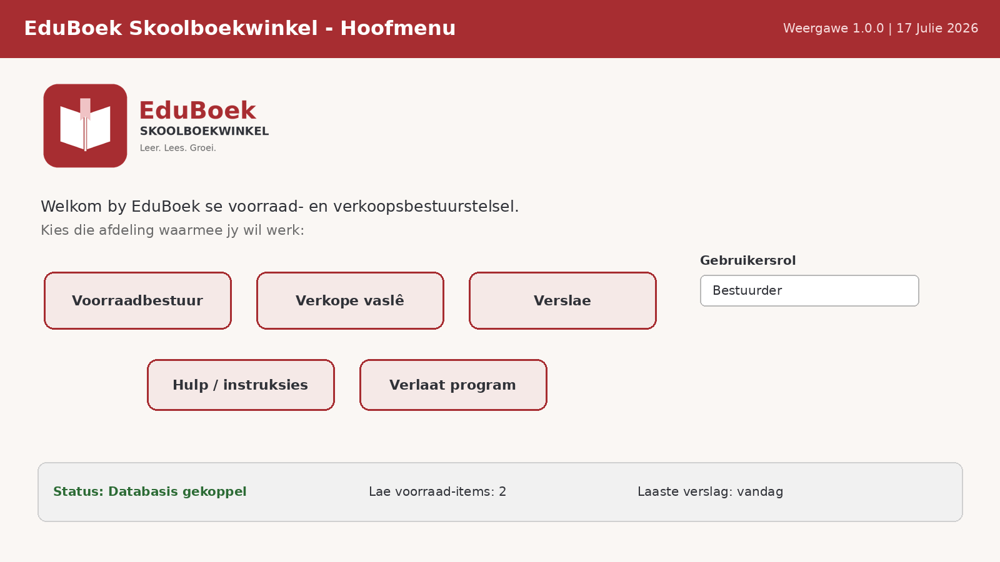 EduBoek Skoolboekwinkel - Hoofmenu
Weergawe 1.0.0 | 17 Julie 2026
EduBoek
SKOOLBOEKWINKEL
Leer. Lees. Groei.
Welkom by EduBoek se voorraad- en verkoopsbestuurstelsel.
Kies die afdeling waarmee jy wil werk:
Gebruikersrol
Bestuurder
Voorraadbestuur
Verkope vaslê
Verslae
Hulp / instruksies
Verlaat program
Status: Databasis gekoppel
Lae voorraad-items: 2
Laaste verslag: vandag